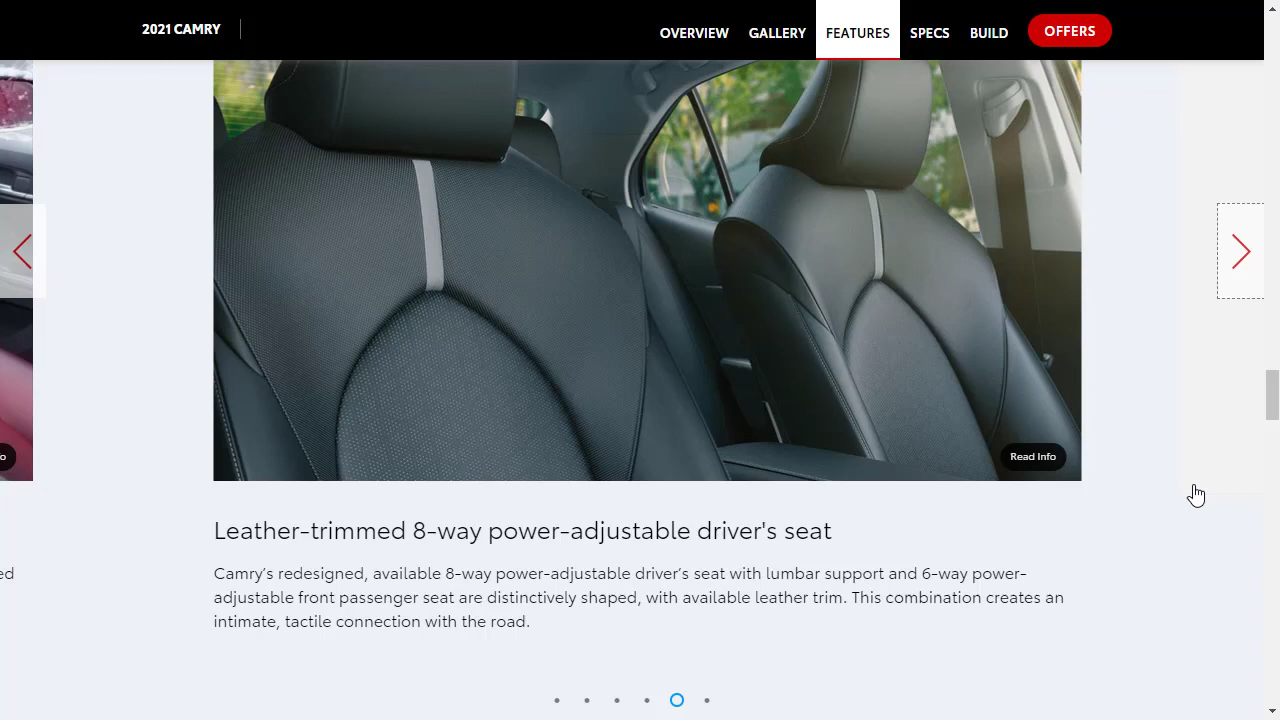 2021 CAMRY
OVERVIEW
GALLERY
FEATURES
SPECS
BUILD
OFFERS
o
Read Info
Leather-trimmed 8-way power-adjustable driver's seat
ed
Camry’s redesigned, available 8-way power-adjustable driver’s seat with lumbar support and 6-way power-
adjustable front passenger seat are distinctively shaped, with available leather trim. This combination creates an
intimate, tactile connection with the road.